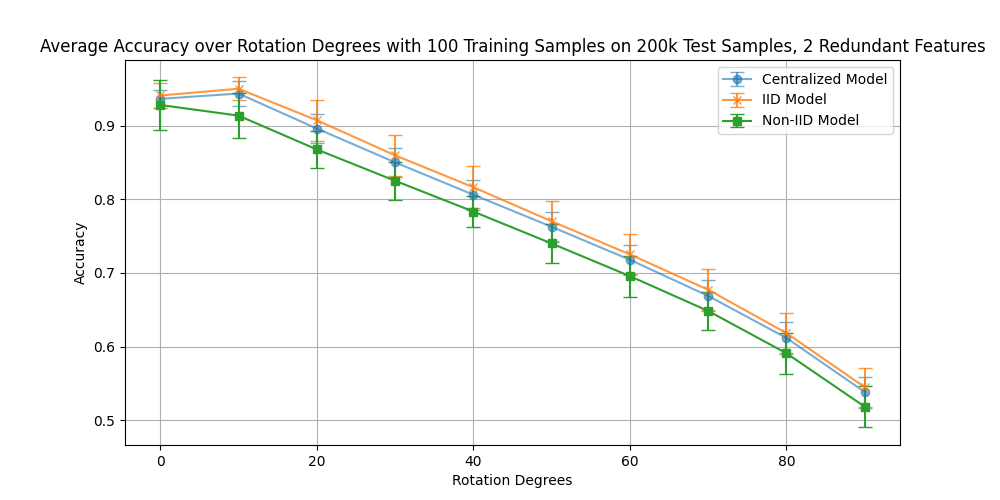 Average Accuracy over Rotation Degrees with 100 Training Samples on 200k Test Samples, 2 Redundant Features
Centralized Model
IID Model
Non-IID Model
0.9
0.8
0.7
0.6
0.5
Accuracy
0 20 40 60 80
Rotation Degrees